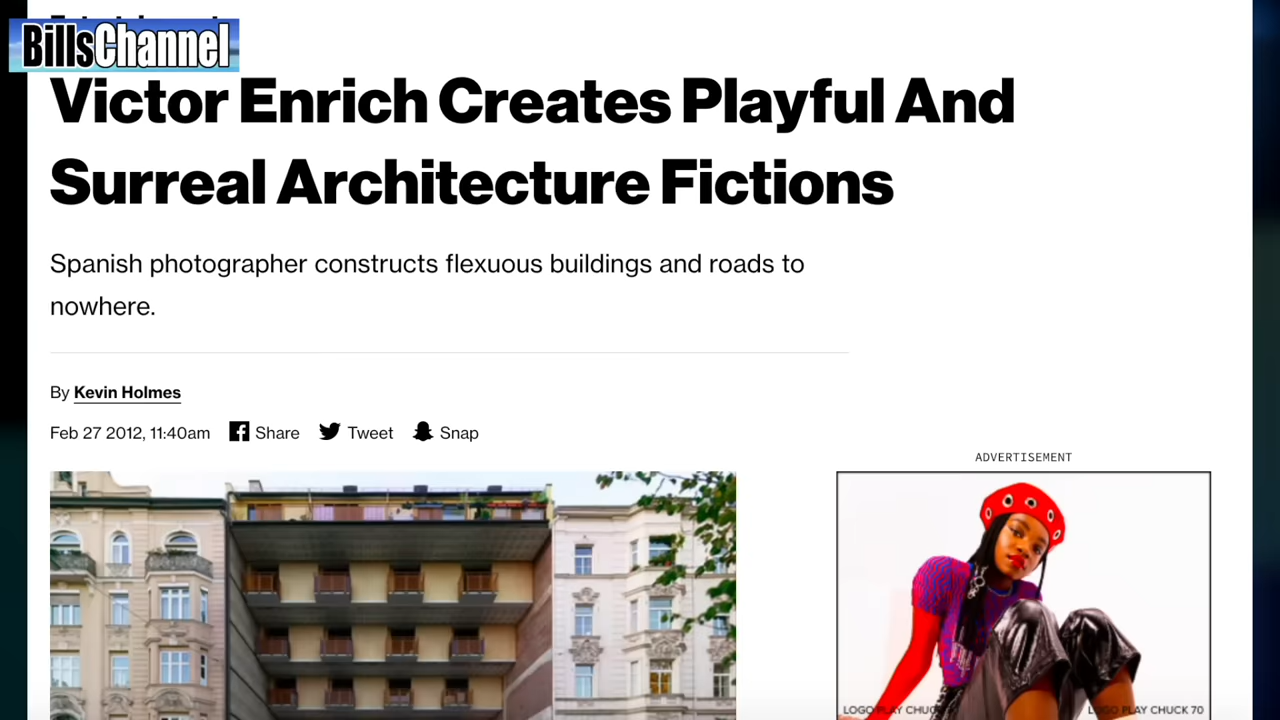 BillsChannel
Victor Enrich Creates Playful And
Surreal Architecture Fictions
Spanish photographer constructs flexuous buildings and roads to
nowhere.
By Kevin Holmes
Feb 27 2012, 11:40am Share Tweet Snap
ADVERTISEMENT
LOGO PLAY CHUCK 70